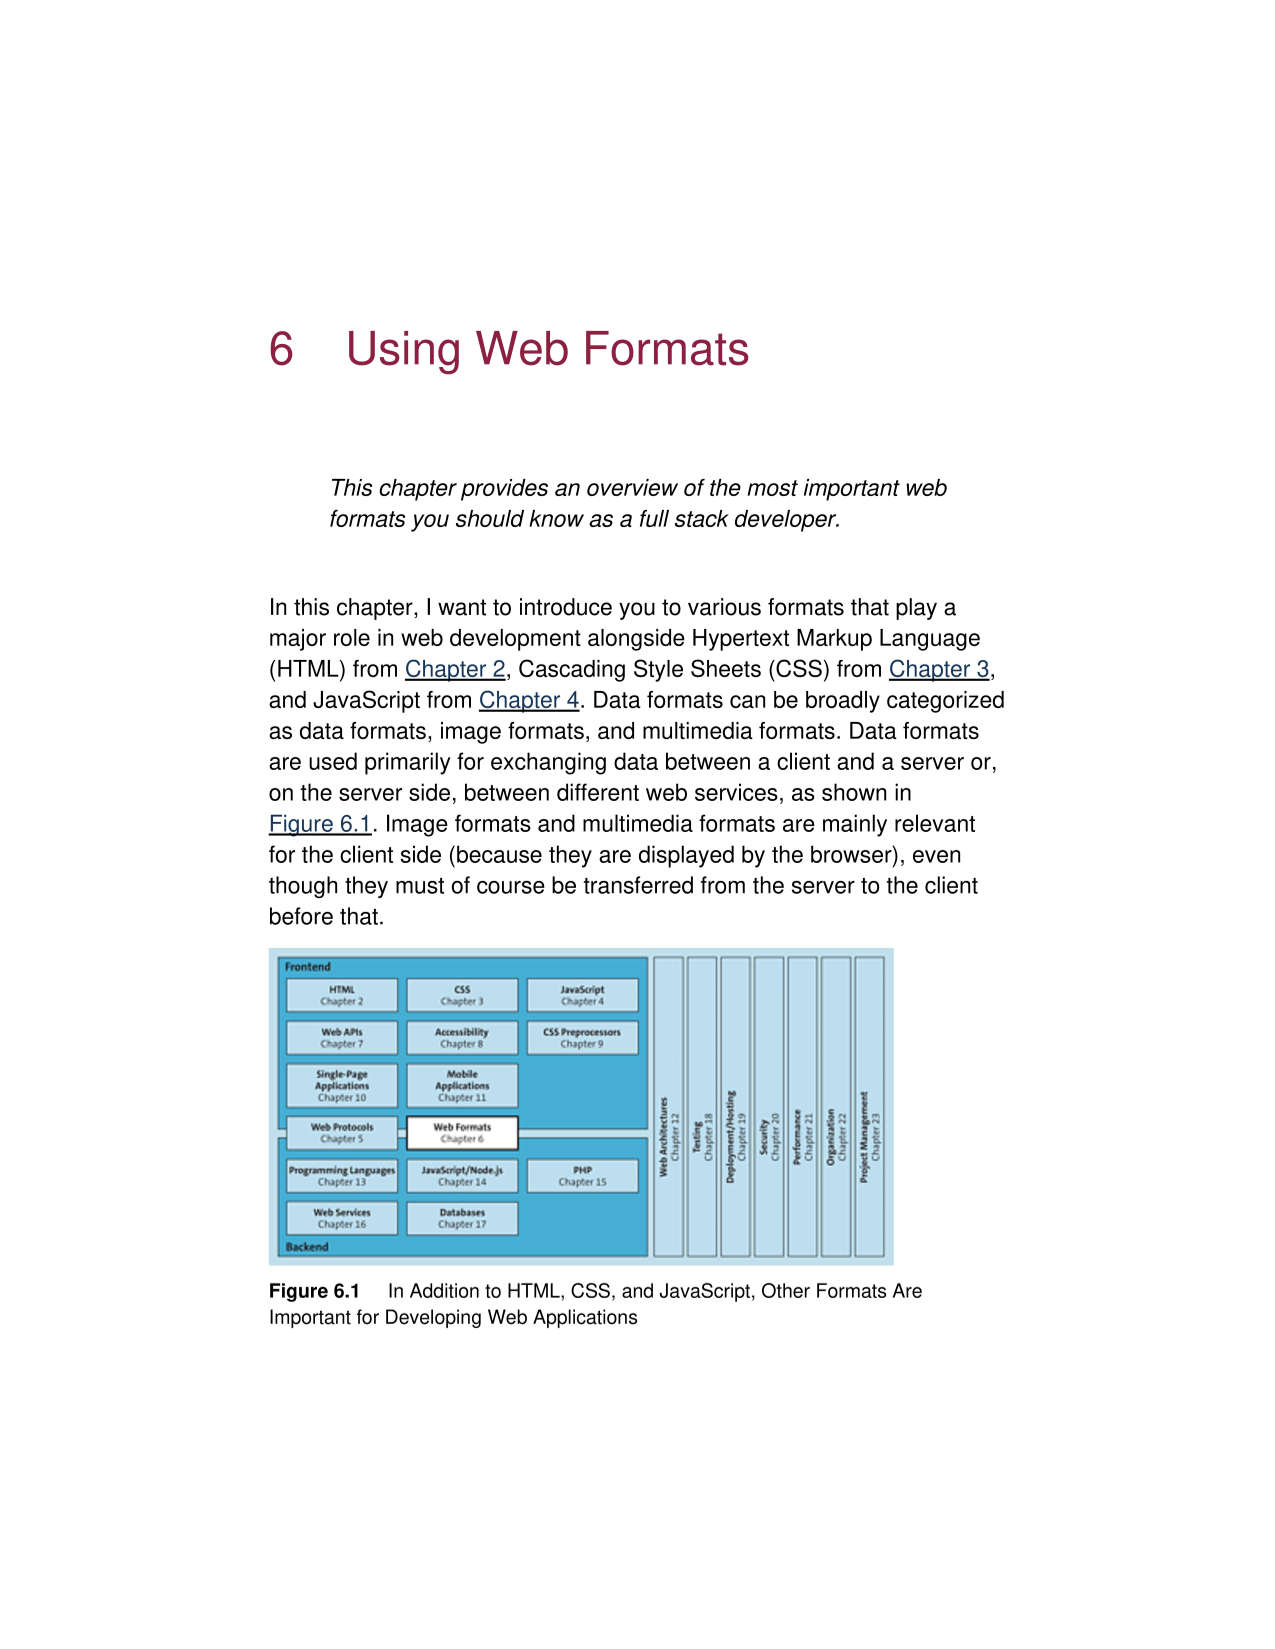 6 Using Web Formats
This chapter provides an overview of the most important web
formats you should know as a full stack developer.
In this chapter, I want to introduce you to various formats that play a
major role in web development alongside Hypertext Markup Language
(HTML) from Chapter 2, Cascading Style Sheets (CSS) from Chapter 3,
and JavaScript from Chapter 4. Data formats can be broadly categorized
as data formats, image formats, and multimedia formats. Data formats
are used primarily for exchanging data between a client and a server or,
on the server side, between different web services, as shown in
Figure 6.1. Image formats and multimedia formats are mainly relevant
for the client side (because they are displayed by the browser), even
though they must of course be transferred from the server to the client
before that.
Frontend
HTML
Chapter 2
CSS
Chapter 3
JavaScript
Chapter 4
Web APIs
Chapter 7
Accessibility
Chapter 8
CSS Preprocessors
Chapter 9
Single-Page
Applications
Chapter 10
Mobile
Applications
Chapter 11
Web Protocols
Chapter 5
Web Formats
Chapter 6
Programming Languages
Chapter 13
JavaScript/Node.js
Chapter 14
PHP
Chapter 15
Web Services
Chapter 16
Databases
Chapter 17
Backend
Web Architectures
Chapter 12
Testing
Chapter 18
Deployment/Hosting
Chapter 19
Security
Chapter 20
Performance
Chapter 21
Organization
Chapter 22
Project Management
Chapter 23
Figure 6.1 In Addition to HTML, CSS, and JavaScript, Other Formats Are
Important for Developing Web Applications